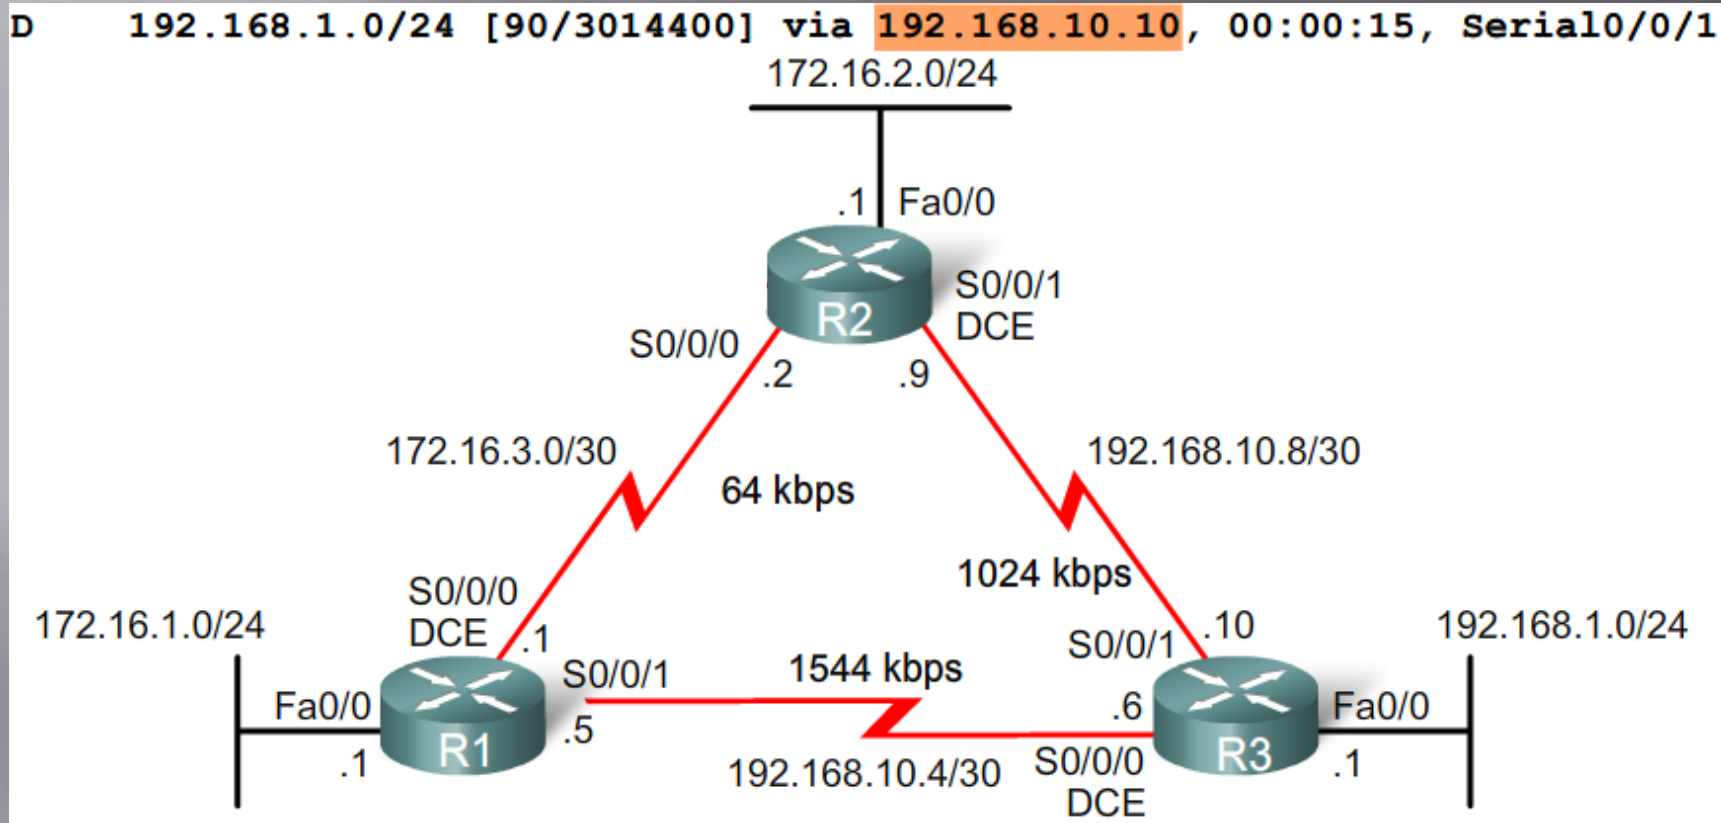 D 192.168.1.0/24 [90/3014400] via 192.168.10.10, 00:00:15, Serial0/0/1
172.16.2.0/24
.1 Fa0/0
S0/0/1
DCE
R2
S0/0/0
.2 .9
172.16.3.0/30
192.168.10.8/30
64 kbps
1024 kbps
S0/0/0
DCE
.1
172.16.1.0/24
.10
192.168.1.0/24
S0/0/1
S0/0/1
1544 kbps
Fa0/0
.5
.6
Fa0/0
R1
R3
.1
192.168.10.4/30
S0/0/0
DCE
.1